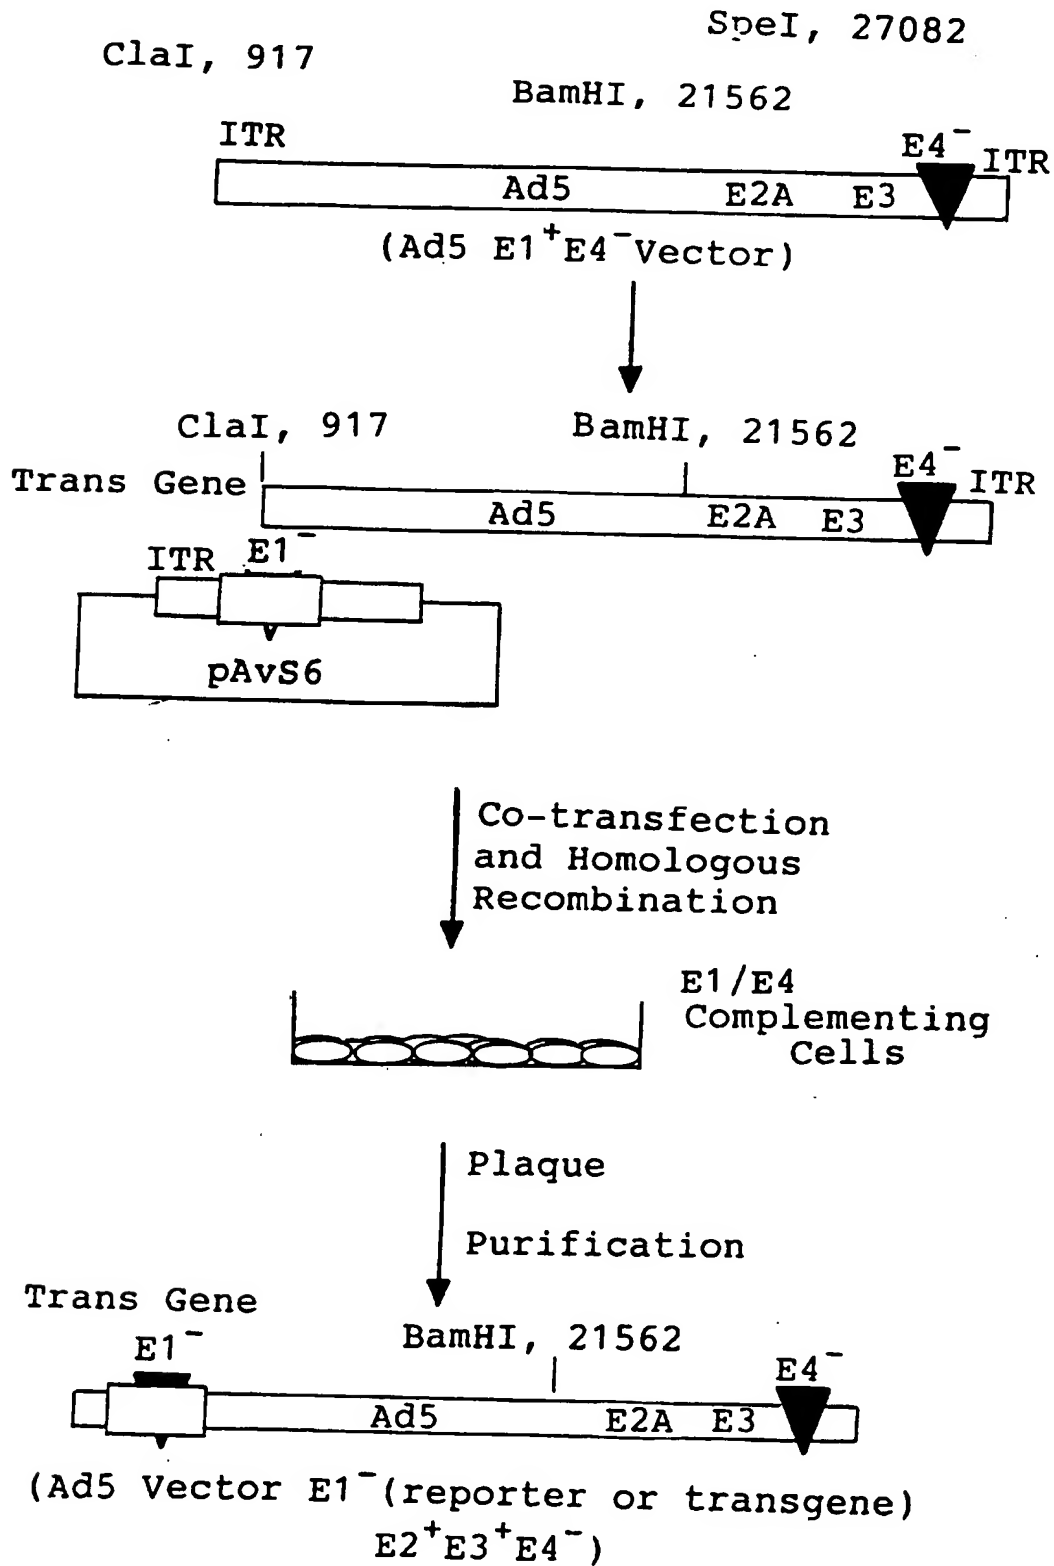 SpeI, 27082
ClaI, 917
BamHI, 21562
ITR
E4⁻
ITR
Ad5 E2A E3
(Ad5 E1⁺E4⁻Vector)
ClaI, 917
BamHI, 21562
E4⁻
Trans Gene
ITR
Ad5 E2A E3
ITR E1⁻
pAvS6
Co-transfection
and Homologous
Recombination
E1/E4
Complementing
Cells
Plaque
Purification
Trans Gene
BamHI, 21562
E1⁻
E4⁻
Ad5 E2A E3
(Ad5 Vector E1⁻(reporter or transgene)
E2⁺E3⁺E4⁻)